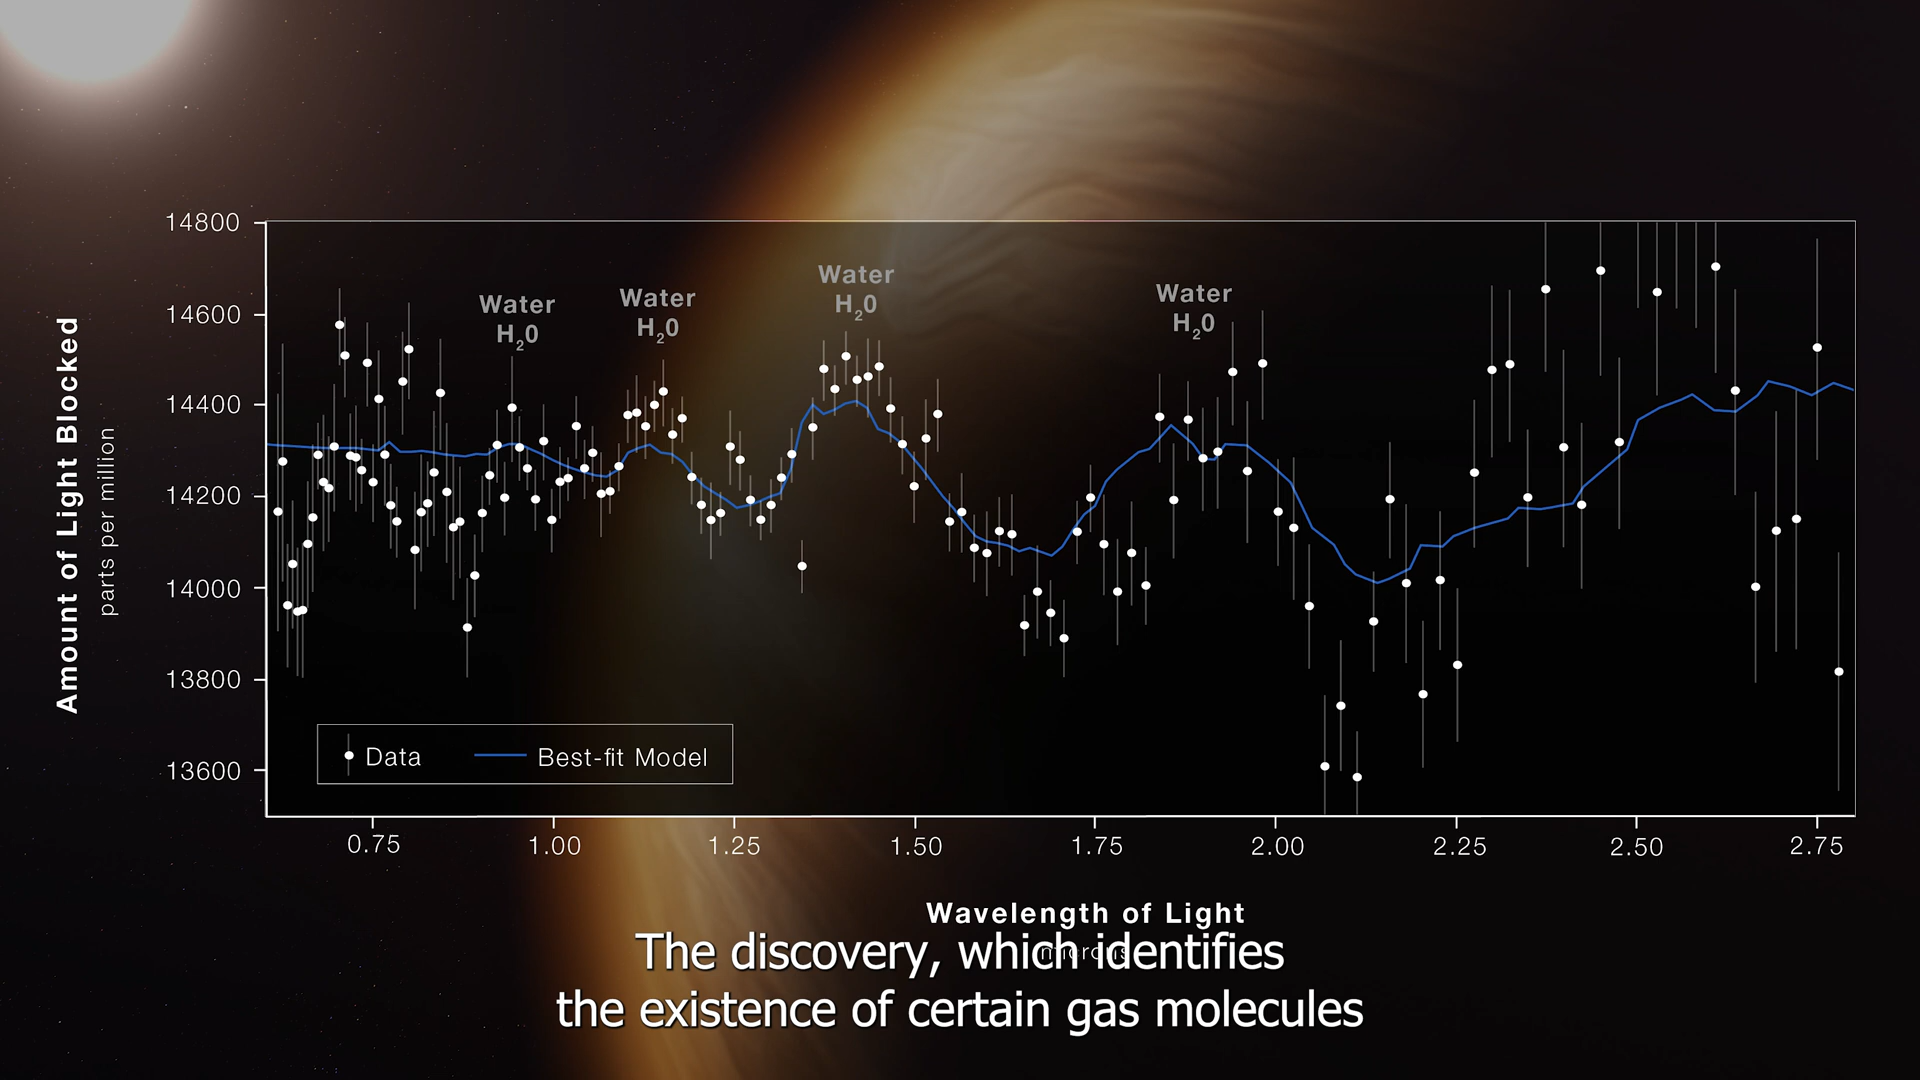 14800
14600
14400
14200
14000
13800
13600
Amount of Light Blocked
parts per million
Water
H₂0
Water
H₂0
Water
H₂0
Water
H₂0
Data
Best-fit Model
0.75
1.00
1.25
1.50
1.75
2.00
2.25
2.50
2.75
Wavelength of Light
The discovery, which identifies
the existence of certain gas molecules